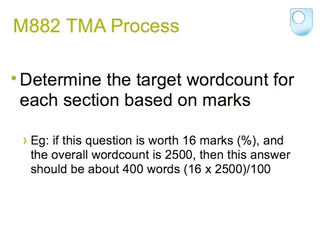 M882 TMA Process
• Determine the target wordcount for
each section based on marks
› Eg: if this question is worth 16 marks (%), and
the overall wordcount is 2500, then this answer
should be about 400 words (16 x 2500)/100